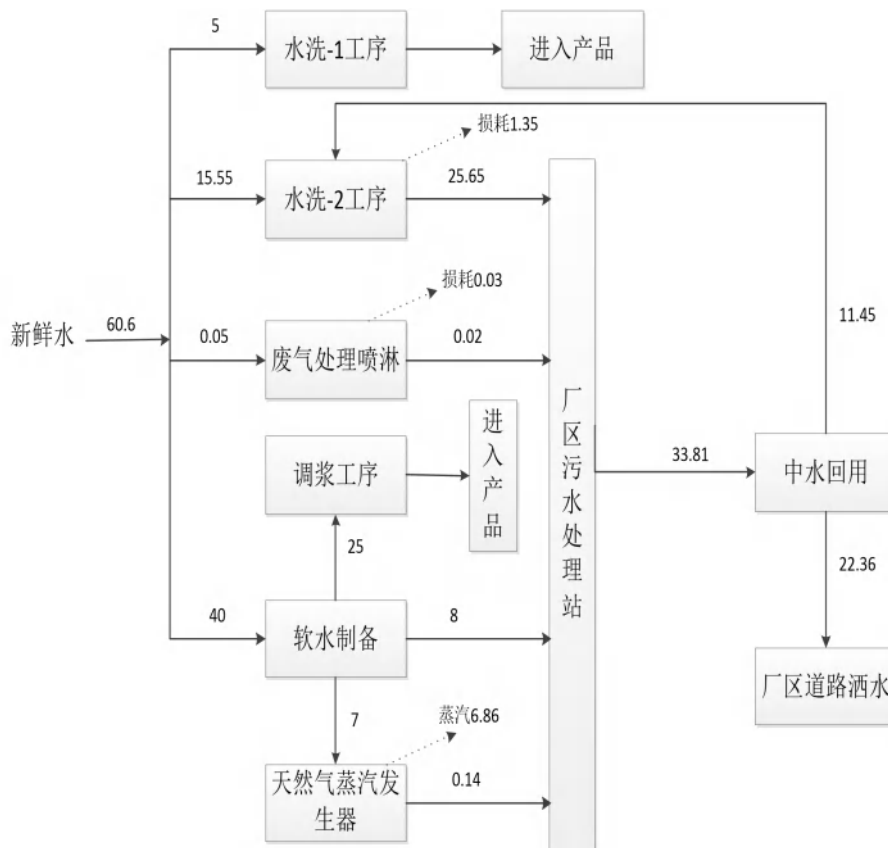 5
水洗-1工序
进入产品
损耗1.35
15.55
水洗-2工序
25.65
损耗0.03
11.45
新鲜水
60.6
0.05
废气处理喷淋
0.02
厂区污水处理站
进入产品
调浆工序
33.81
中水回用
25
22.36
40
软水制备
8
厂区道路洒水
7
蒸汽6.86
天然气蒸汽发
生器
0.14